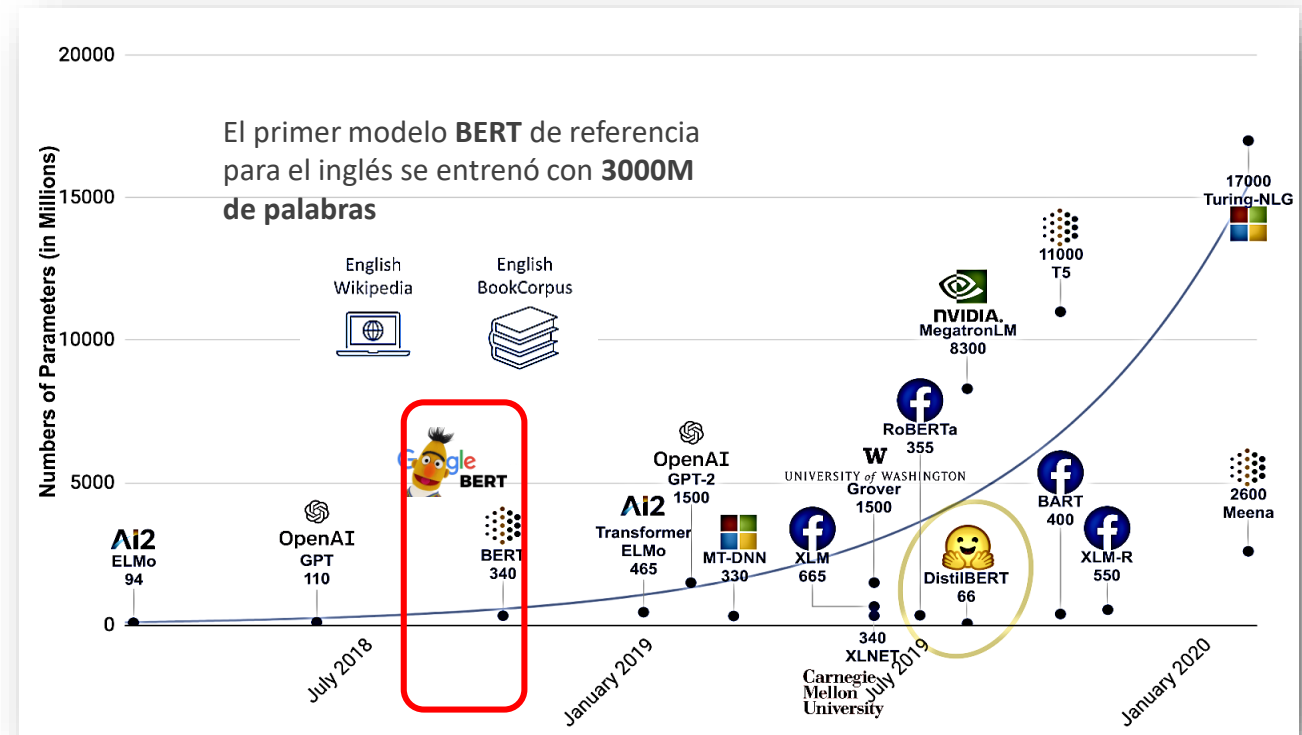 20000
El primer modelo BERT de referencia
para el inglés se entrenó con 3000M
de palabras
Numbers of Parameters (in Millions)
15000
17000
Turing-NLG
English
Wikipedia
English
BookCorpus
11000
T5
10000
NVIDIA.
MegatronLM
8300
RoBERTa
355
Google
BERT
5000
OpenAI
GPT-2
1500
W
UNIVERSITY of WASHINGTON
Grover
1500
BART
400
2600
Meena
Ai2
ELMo
94
OpenAI
GPT
110
BERT
340
Ai2
Transformer
ELMo
465
MT-DNN
330
XLM
665
DistilBERT
66
XLM-R
550
0
340
XLNET
Carnegie
Mellon
University
July 2018
January 2019
July 2019
January 2020